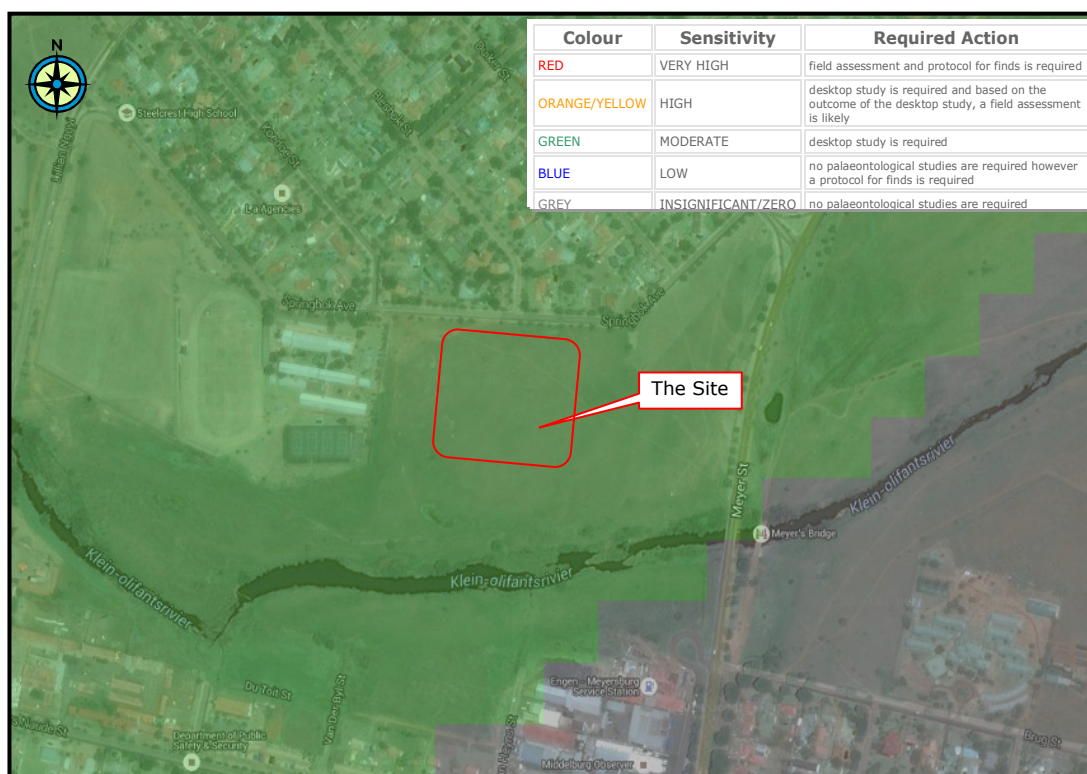 N
Colour Sensitivity Required Action
RED VERY HIGH field assessment and protocol for finds is required
ORANGE/YELLOW HIGH desktop study is required and based on the
outcome of the desktop study, a field assessment
is likely
GREEN MODERATE desktop study is required
BLUE LOW no palaeontological studies are required however
a protocol for finds is required
GREY INSIGNIFICANT/ZERO no palaeontological studies are required
Steelcrest High School
L-a Agencies
Springbok Ave
Springbok Ave
The Site
Meyer St
Klein-olifantsrivier
Meyer's Bridge
Klein-olifantsrivier
Klein-olifantsrivier
Du Toit St
Van Der Byl St
Engen - Meyersburg
Service Station
Department of Public
Safety & Security
Middelburg Observer
Brug St